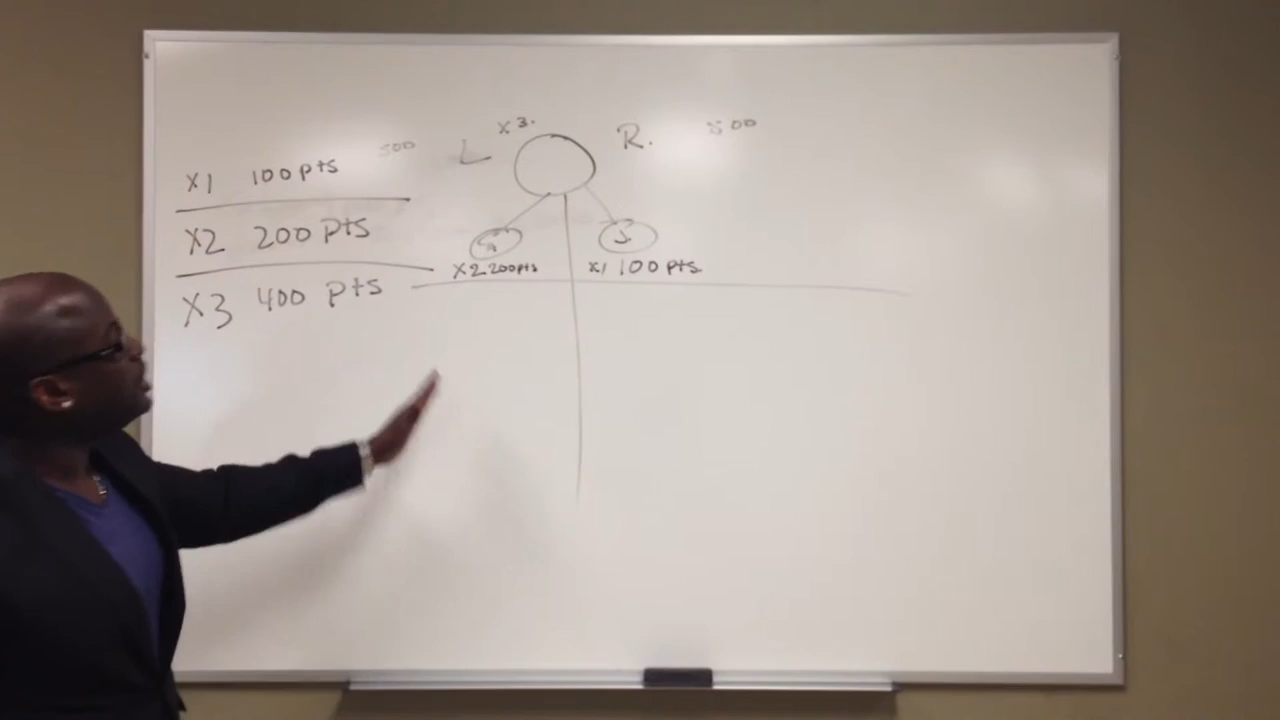 X1 100 pts
X2 200 Pts
X3 400 pts
500
L
X3.
R.
500
X2 200pts
X1 100 pts.